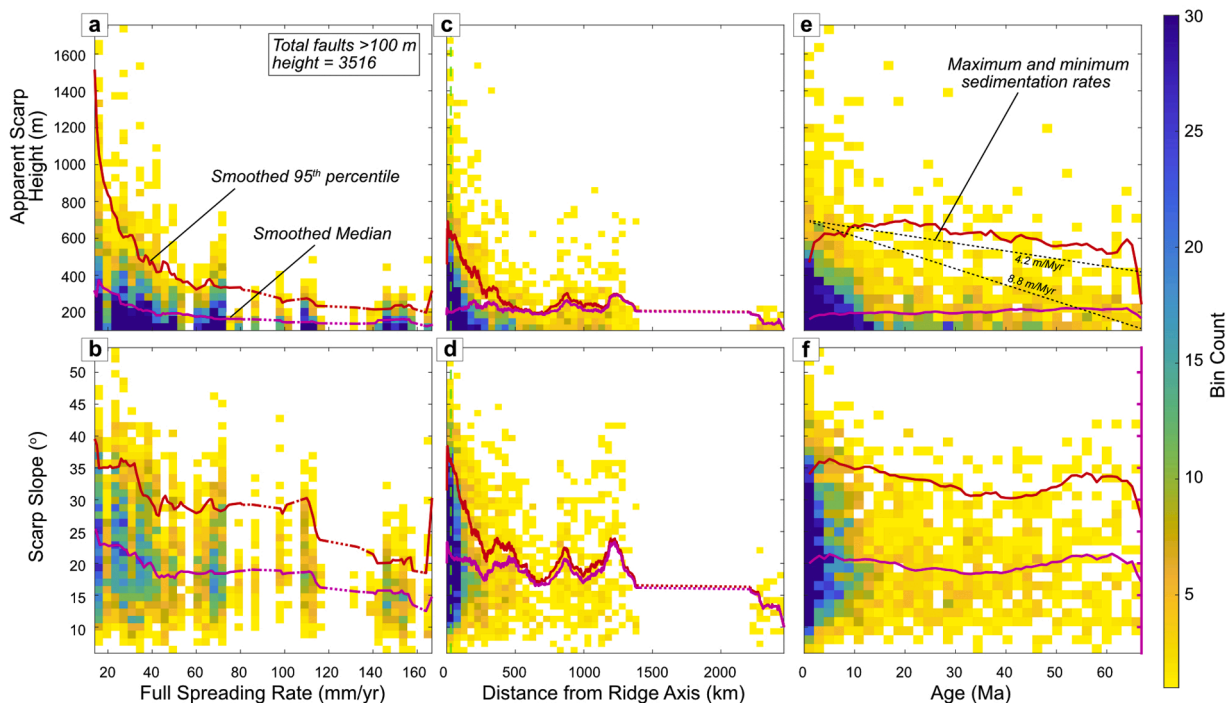 a
c
e
Total faults >100 m
height = 3516
Smoothed 95th percentile
Smoothed Median
Maximum and minimum
sedimentation rates
4.2 m/Myr
8.8 m/Myr
Apparent Scarp
Height (m)
1600
1400
1200
1000
800
600
400
200
b
d
f
Scarp Slope (°)
50
45
40
35
30
25
20
15
10
20 40 60 80 100 120 140 160
Full Spreading Rate (mm/yr)
0 500 1000 1500 2000
Distance from Ridge Axis (km)
0 10 20 30 40 50 60
Age (Ma)
30
25
20
15
10
5
Bin Count